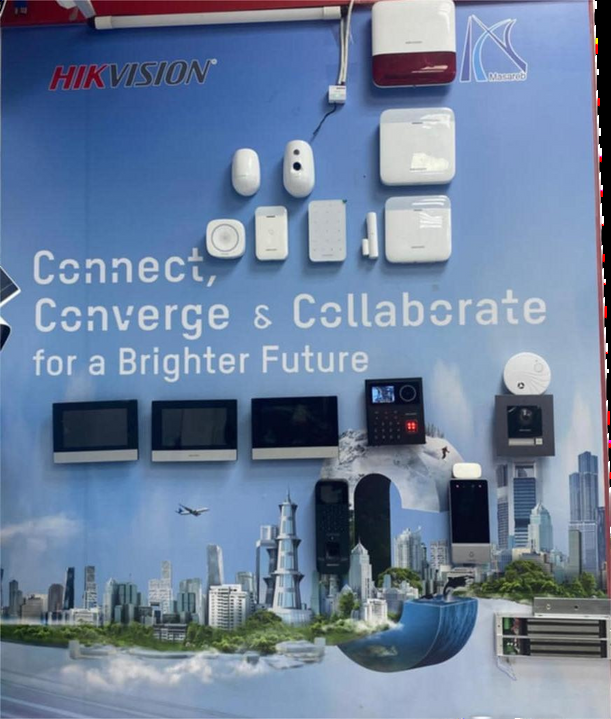 HIKVISION®
Masareb
Connect,
Converge & Collaborate
for a Brighter Future